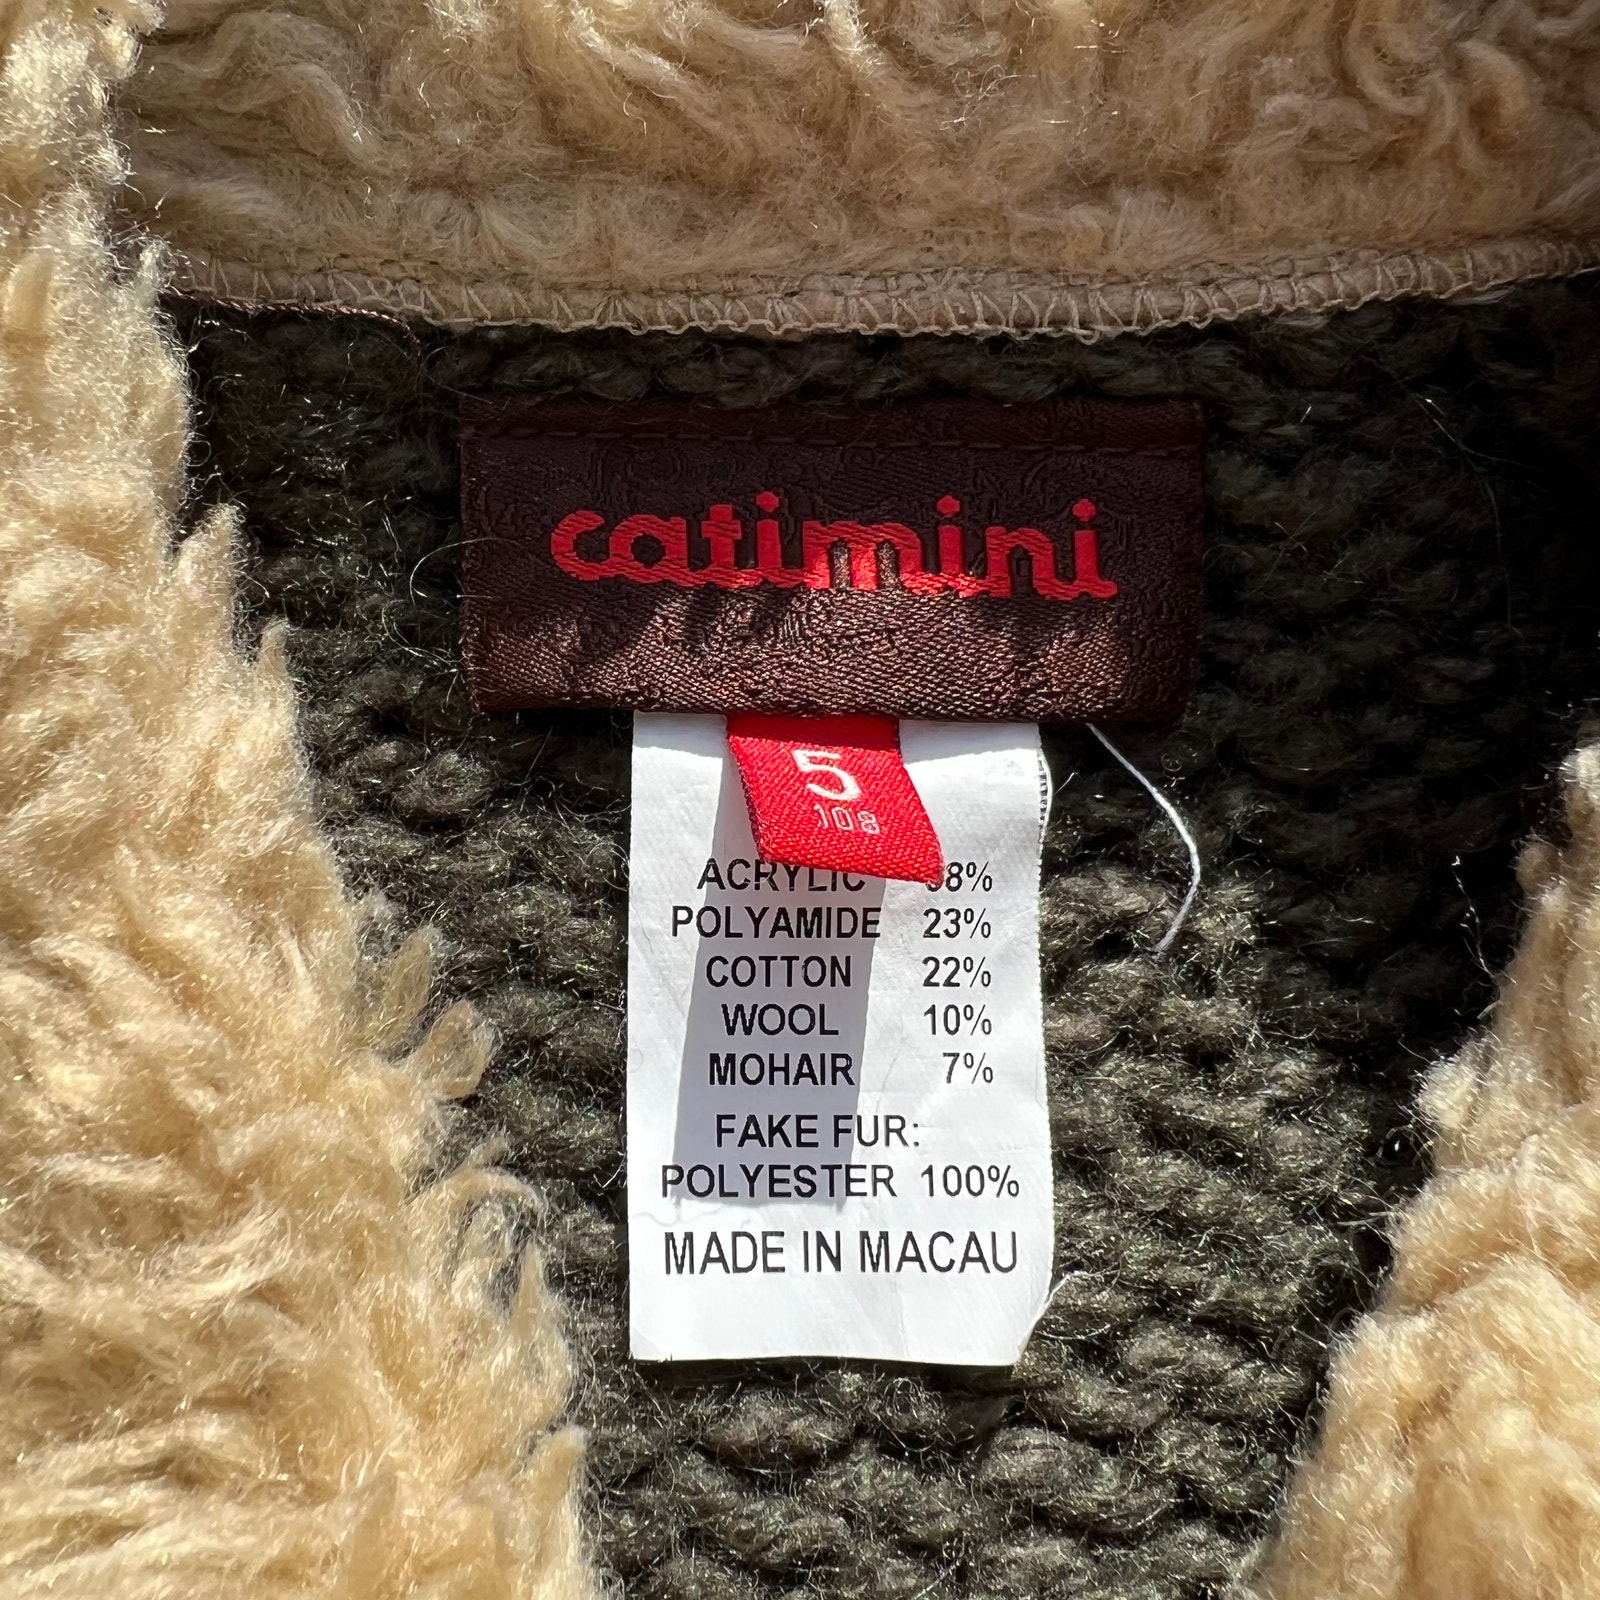 catimini
5
108
ACRYLIC 38%
POLYAMIDE 23%
COTTON 22%
WOOL 10%
MOHAIR 7%
FAKE FUR:
POLYESTER 100%
MADE IN MACAU